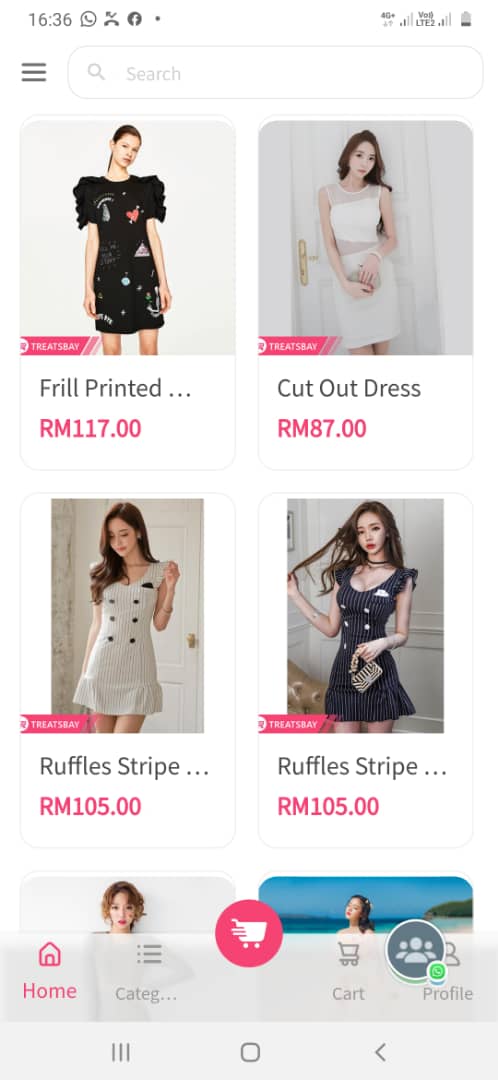 16:36
4G+
Vo))
LTE2
Search
TREATSBAY
TREATSBAY
Frill Printed ...
Cut Out Dress
RM117.00
RM87.00
TREATSBAY
TREATSBAY
Ruffles Stripe ...
Ruffles Stripe ...
RM105.00
RM105.00
Home
Categ...
Cart
Profile